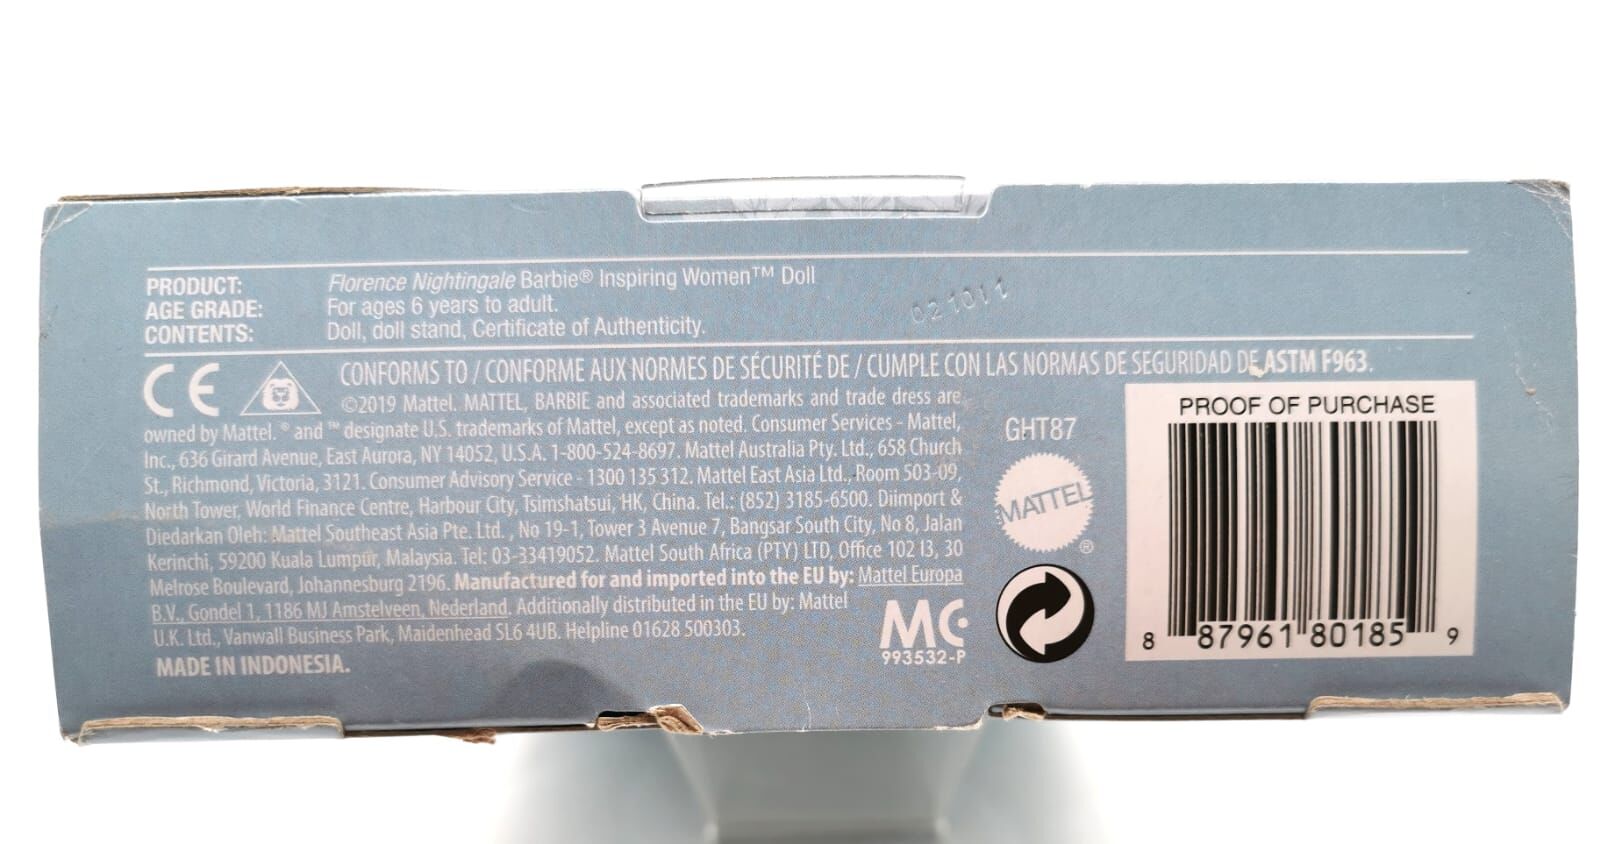 PRODUCT: Florence Nightingale Barbie® Inspiring Women™ Doll
AGE GRADE: For ages 6 years to adult.
CONTENTS: Doll, doll stand, Certificate of Authenticity.
021011
CE
CONFORMS TO / CONFORME AUX NORMES DE SÉCURITÉ DE / CUMPLE CON LAS NORMAS DE SEGURIDAD DE ASTM F963.
©2019 Mattel. MATTEL, BARBIE and associated trademarks and trade dress are
owned by Mattel. ® and ™ designate U.S. trademarks of Mattel, except as noted. Consumer Services - Mattel,
Inc., 636 Girard Avenue, East Aurora, NY 14052, U.S.A. 1-800-524-8697. Mattel Australia Pty. Ltd., 658 Church
St., Richmond, Victoria, 3121. Consumer Advisory Service - 1300 135 312. Mattel East Asia Ltd., Room 503-09,
North Tower, World Finance Centre, Harbour City, Tsimshatsui, HK, China. Tel.: (852) 3185-6500. Diimport &
Diedarkan Oleh: Mattel Southeast Asia Pte. Ltd. , No 19-1, Tower 3 Avenue 7, Bangsar South City, No 8, Jalan
Kerinchi, 59200 Kuala Lumpur, Malaysia. Tel: 03-33419052. Mattel South Africa (PTY) LTD, Office 102 I3, 30
Melrose Boulevard, Johannesburg 2196. Manufactured for and imported into the EU by: Mattel Europa
B.V., Gondel 1, 1186 MJ Amstelveen, Nederland. Additionally distributed in the EU by: Mattel
U.K. Ltd., Vanwall Business Park, Maidenhead SL6 4UB. Helpline 01628 500303.
MADE IN INDONESIA.
MC
993532-P
GHT87
MATTEL
®
PROOF OF PURCHASE
8 87961 80185 9